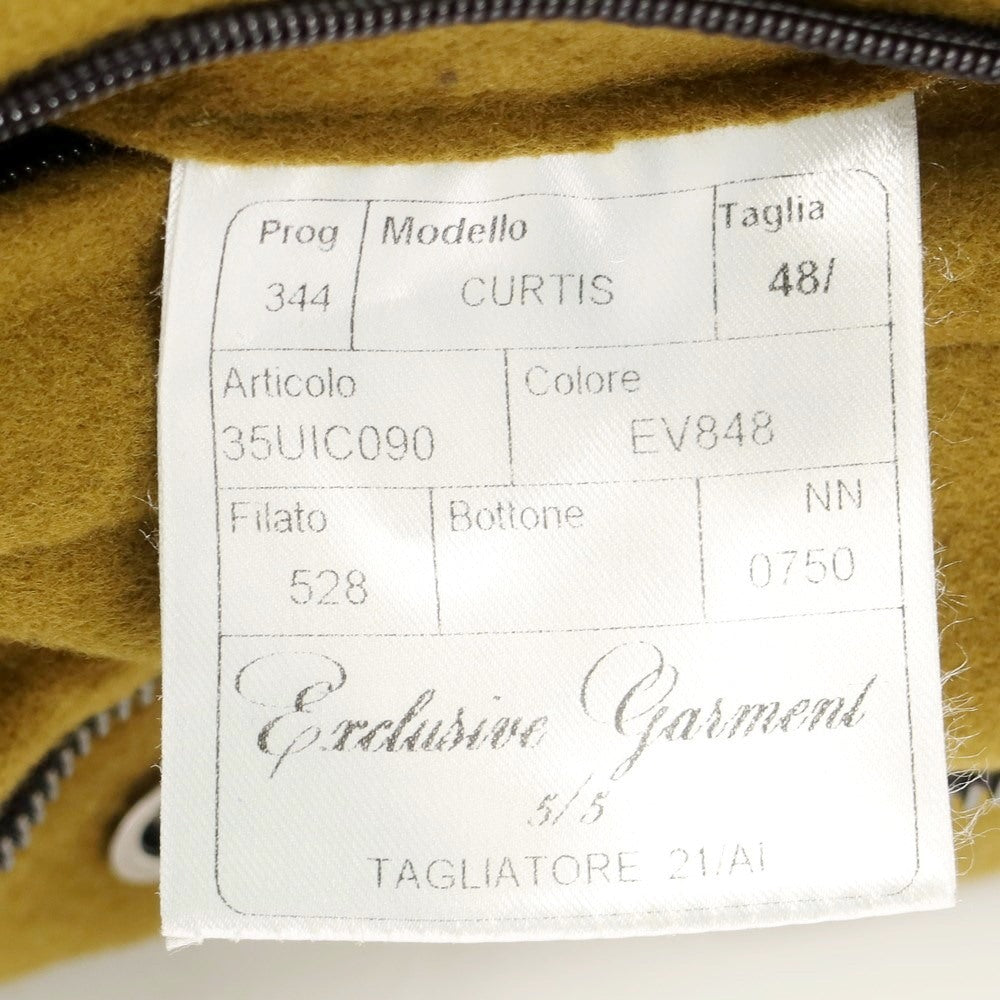 Prog Modello Taglia
344 CURTIS 48/
Articolo Colore
35UIC090 EV848
Filato Bottone NN
528 0750
Exclusive Garment
5/5
TAGLIATORE 21/AI